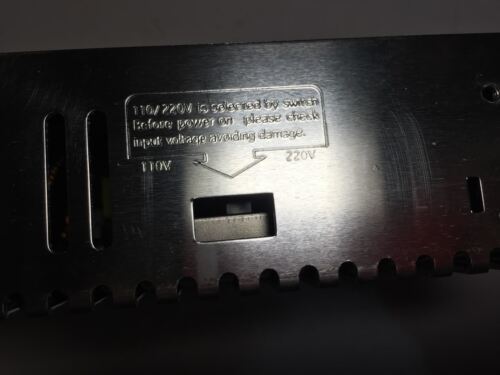 110/220V is selected by switch
Before power on please check
input voltage avoiding damage.
110V 220V